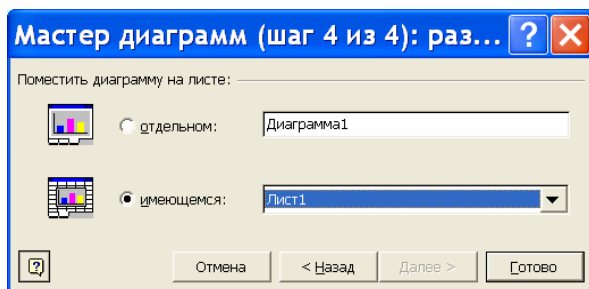 Мастер диаграмм (шаг 4 из 4): раз...
Поместить диаграмму на листе:
отдельном: Диаграмма1
имеющемся: Лист1
Отмена < Назад Далее > Готово